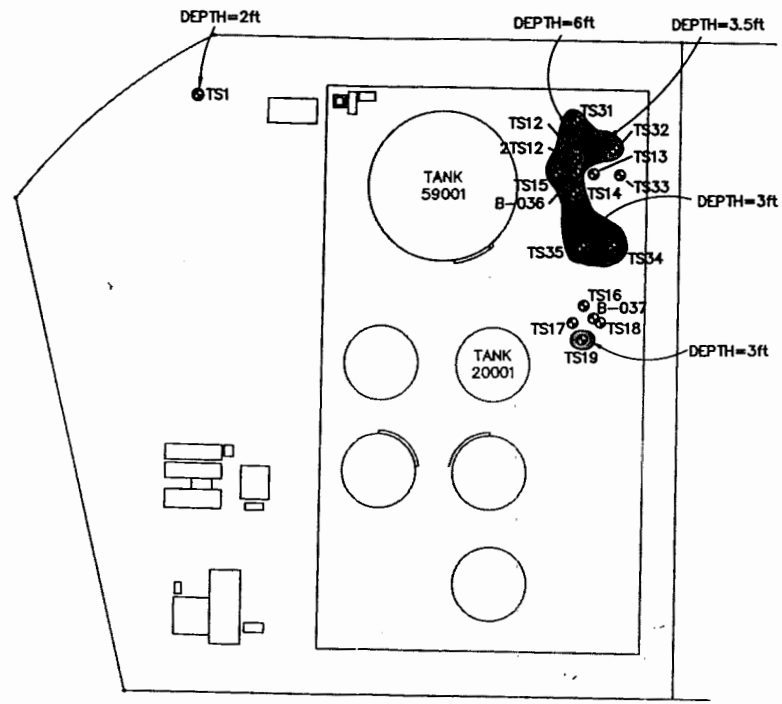 DEPTH=2ft
DEPTH=6ft
DEPTH=3.5ft
TS1
TS31
TS12
TS32
2TS12
TS13
TANK
59001
TS15
TS14
TS33
B-036
DEPTH=3ft
TS35
TS34
TS16
B-037
TS17
TS18
TS19
DEPTH=3ft
TANK
20001